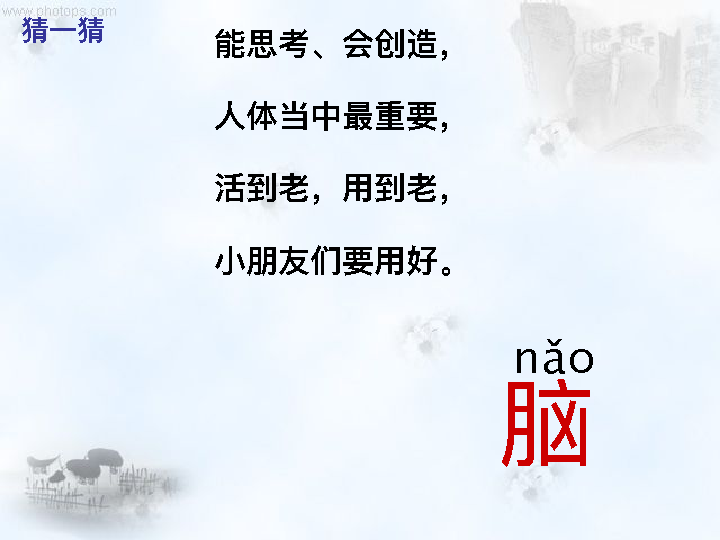 www.photops.com
猜一猜
能思考、会创造，
人体当中最重要，
活到老，用到老，
小朋友们要用好。
nǎo
脑